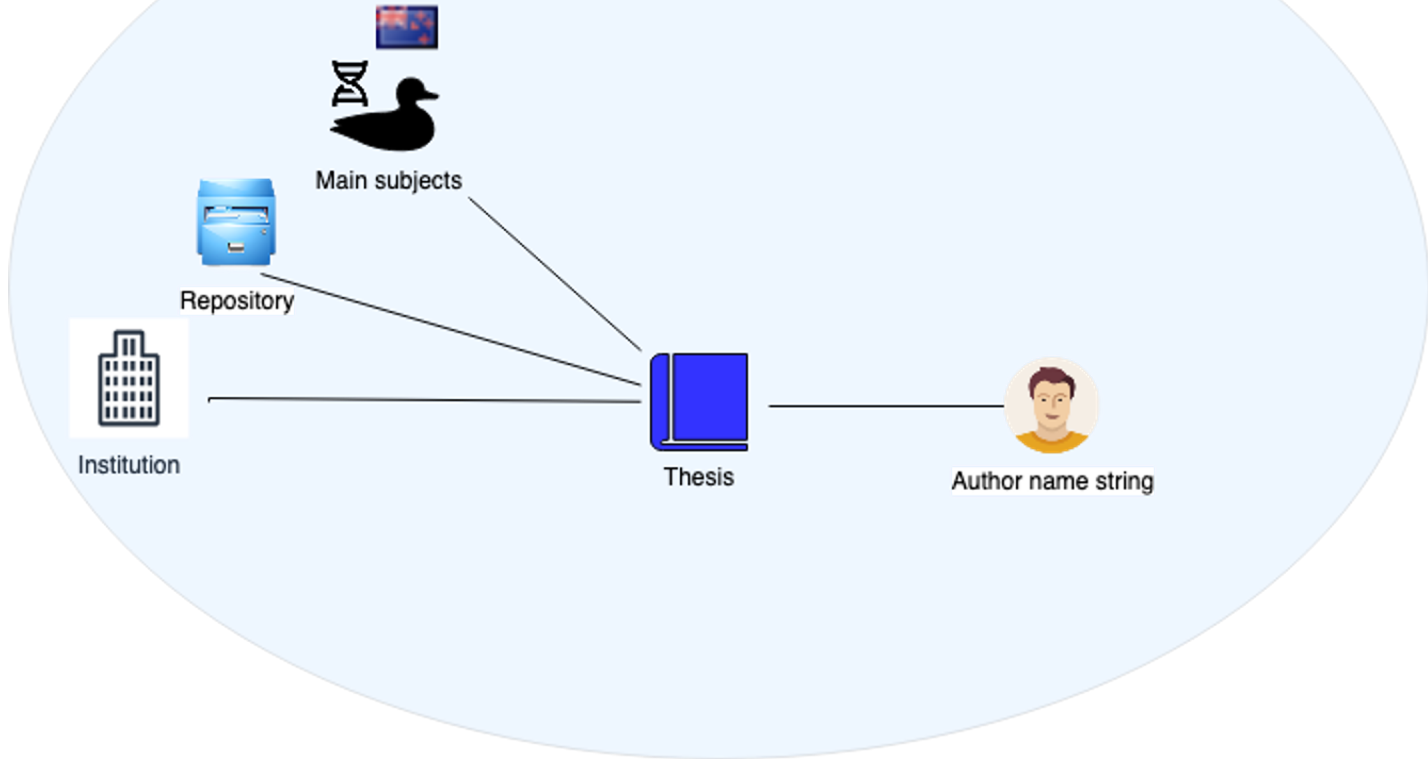 Main subjects
Repository
Institution
Thesis
Author name string